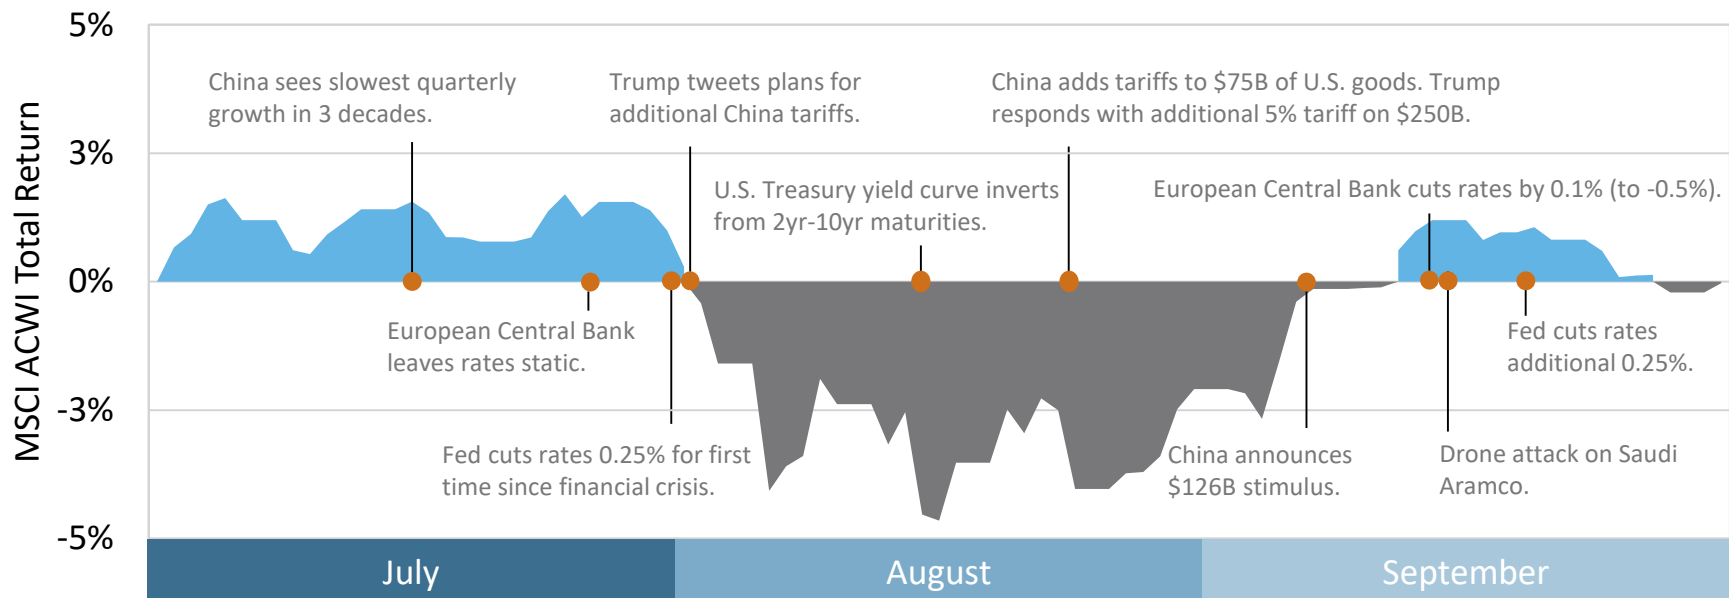 MSCI ACWI Total Return
5%
3%
0%
-3%
-5%
China sees slowest quarterly
growth in 3 decades.
Trump tweets plans for
additional China tariffs.
China adds tariffs to $75B of U.S. goods. Trump
responds with additional 5% tariff on $250B.
U.S. Treasury yield curve inverts
from 2yr-10yr maturities.
European Central Bank cuts rates by 0.1% (to -0.5%).
European Central Bank
leaves rates static.
Fed cuts rates
additional 0.25%.
Fed cuts rates 0.25% for first
time since financial crisis.
China announces
$126B stimulus.
Drone attack on Saudi
Aramco.
July
August
September